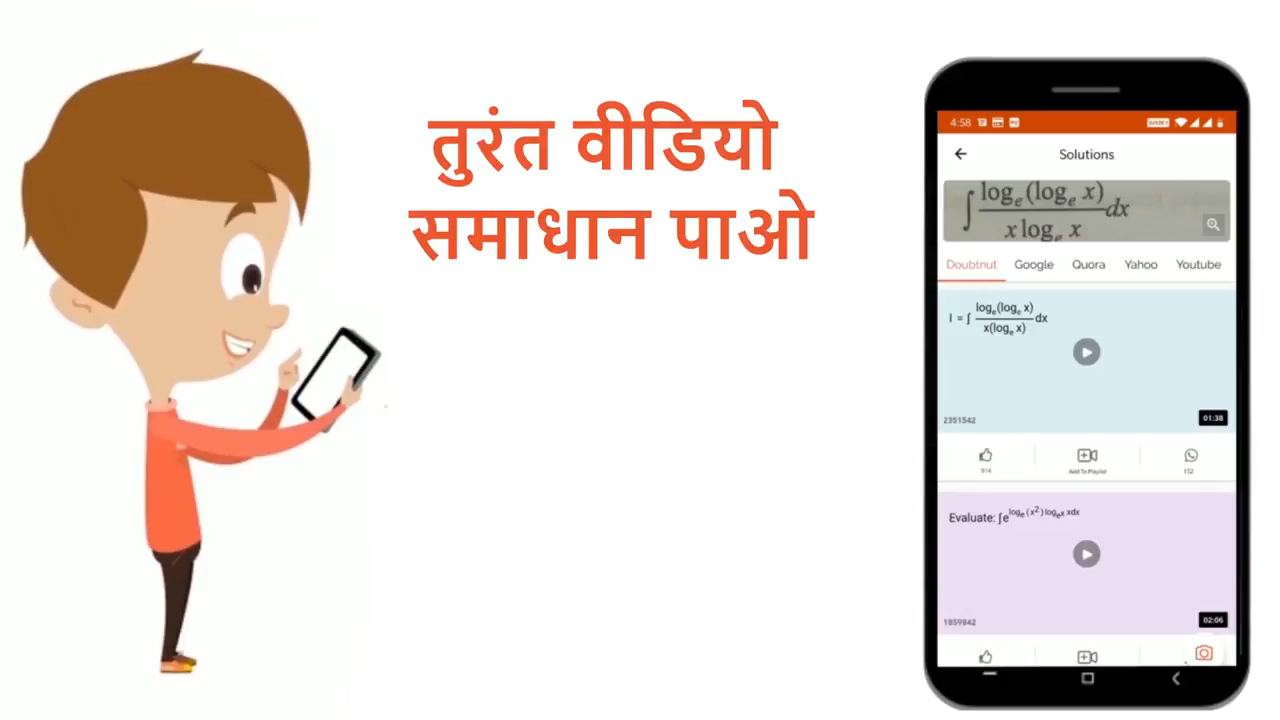 तुरंत वीडियो
समाधान पाओ
4:58
Solutions
∫ logₑ(logₑ x) / x logₑ x dx
Doubtnut Google Quora Yahoo Youtube
I = ∫ logₑ(logₑ x) / x(logₑ x) dx
2351542 01:38
914 Add To Playlist 152
Evaluate: ∫e^logₑ(x²)logₑx xdx
1859842 02:06